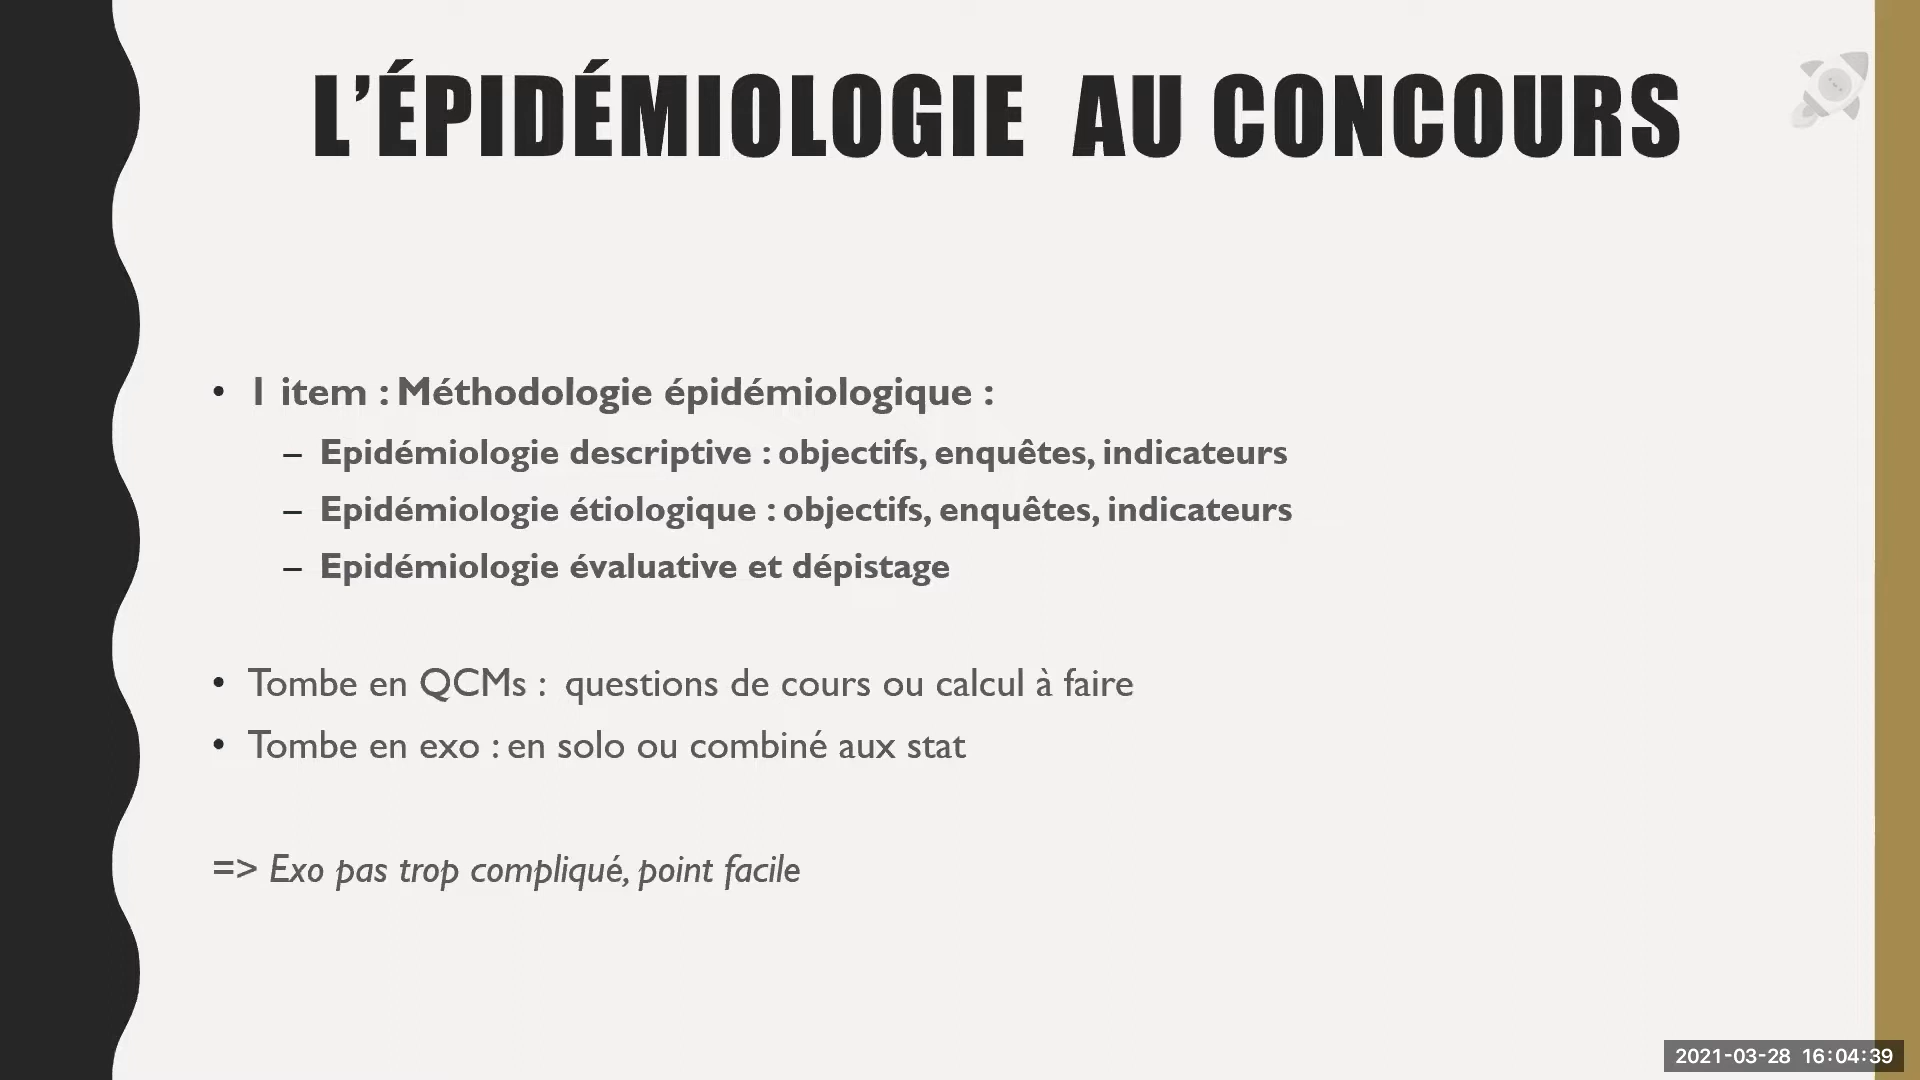 L'ÉPIDÉMIOLOGIE AU CONCOURS
• 1 item : Méthodologie épidémiologique :
– Epidémiologie descriptive : objectifs, enquêtes, indicateurs
– Epidémiologie étiologique : objectifs, enquêtes, indicateurs
– Epidémiologie évaluative et dépistage
• Tombe en QCMs : questions de cours ou calcul à faire
• Tombe en exo : en solo ou combiné aux stat
=> Exo pas trop compliqué, point facile
2021-03-28 16:04:39